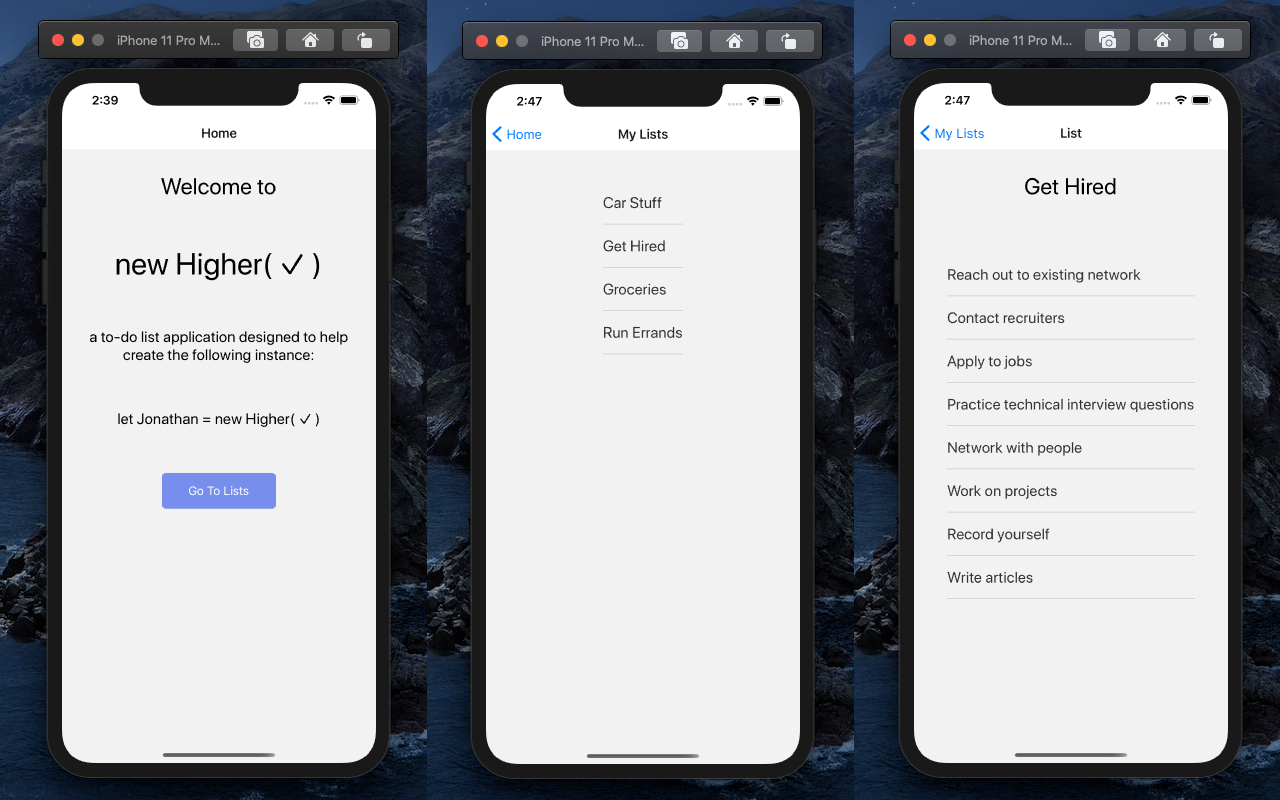 iPhone 11 Pro M...
2:39
Home
Welcome to
new Higher( ✓ )
a to-do list application designed to help
create the following instance:
let Jonathan = new Higher( ✓ )
Go To Lists
iPhone 11 Pro M...
2:47
Home
My Lists
Car Stuff
Get Hired
Groceries
Run Errands
iPhone 11 Pro M...
2:47
My Lists
List
Get Hired
Reach out to existing network
Contact recruiters
Apply to jobs
Practice technical interview questions
Network with people
Work on projects
Record yourself
Write articles